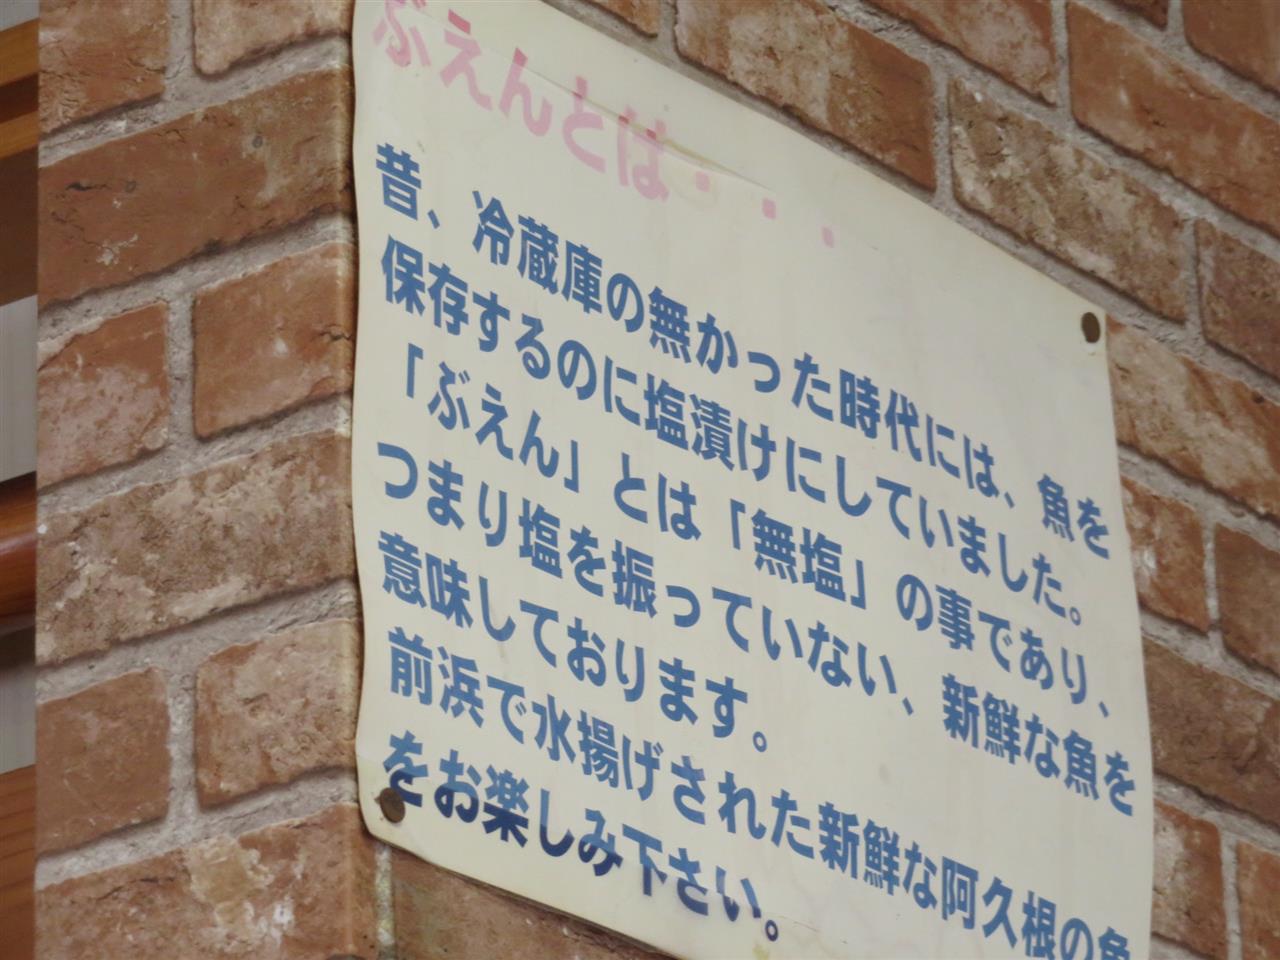 ぶえんとは・・・
昔、冷蔵庫の無かった時代には、魚を
保存するのに塩漬けにしていました。
「ぶえん」とは「無塩」の事であり、
つまり塩を振っていない、新鮮な魚を
意味しております。
前浜で水揚げされた新鮮な阿久根の魚
をお楽しみ下さい。